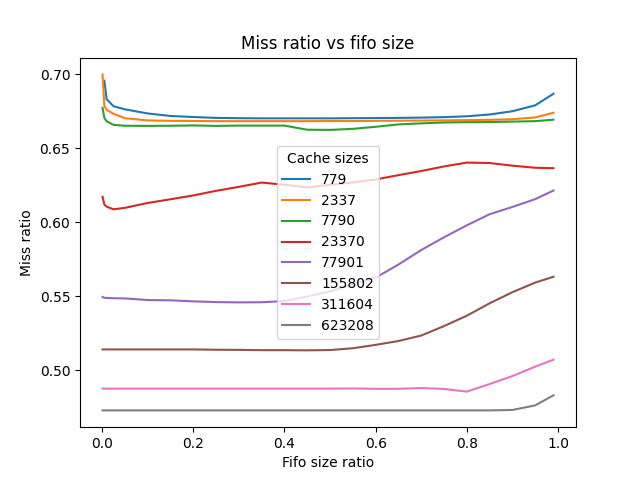 Miss ratio vs fifo size
0.70
0.65
0.60
0.55
0.50
Miss ratio
Cache sizes
779
2337
7790
23370
77901
155802
311604
623208
0.0 0.2 0.4 0.6 0.8 1.0
Fifo size ratio